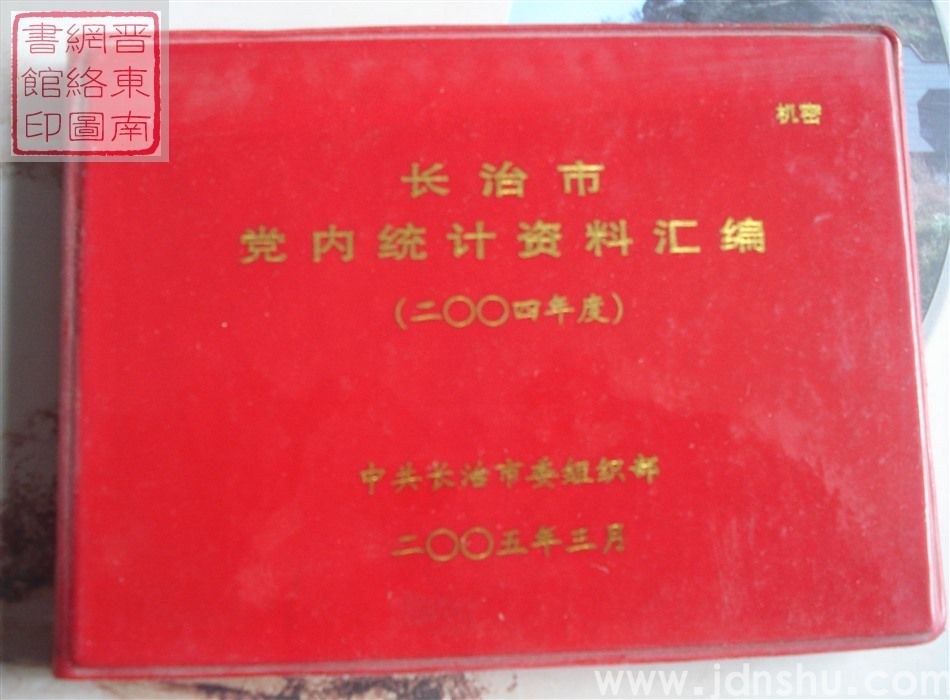 晋東南
網絡圖
書館印
机密
长治市
党内统计资料汇编
(二〇〇四年度)
中共长治市委组织部
二〇〇五年三月
www.jdnshu.com